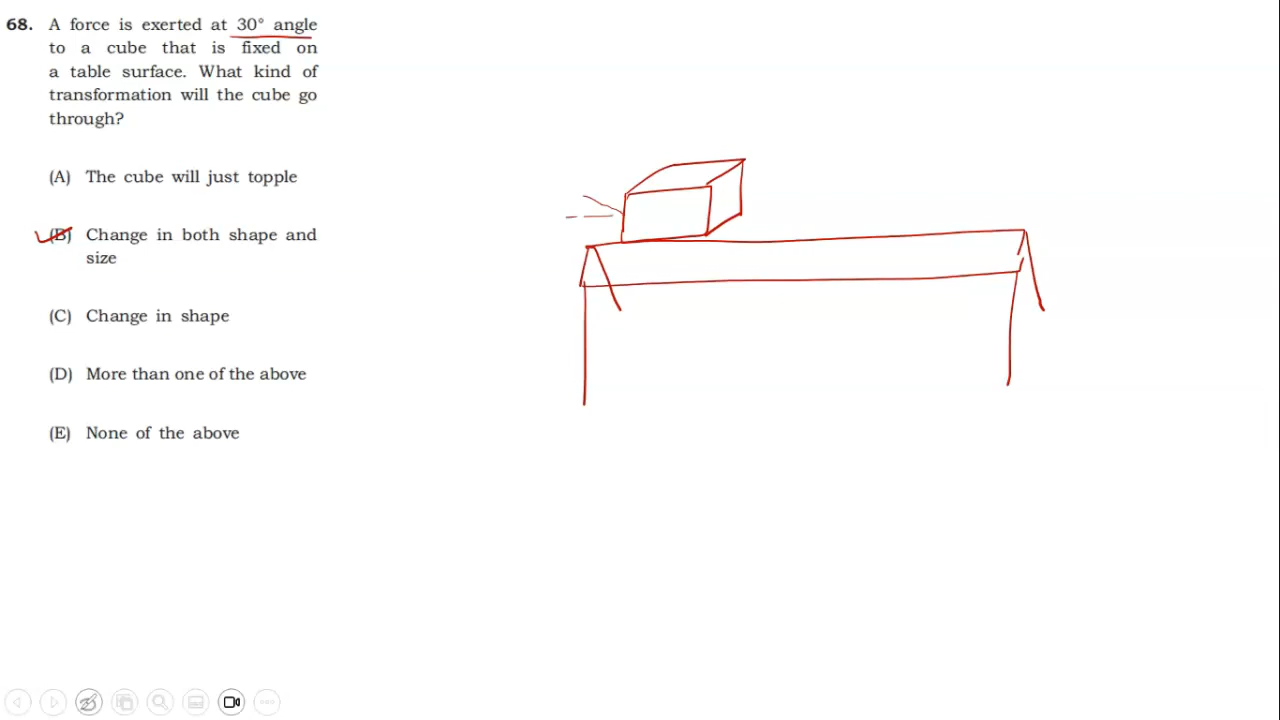 68. A force is exerted at 30° angle
to a cube that is fixed on
a table surface. What kind of
transformation will the cube go
through?
(A) The cube will just topple
(B) Change in both shape and
size
(C) Change in shape
(D) More than one of the above
(E) None of the above